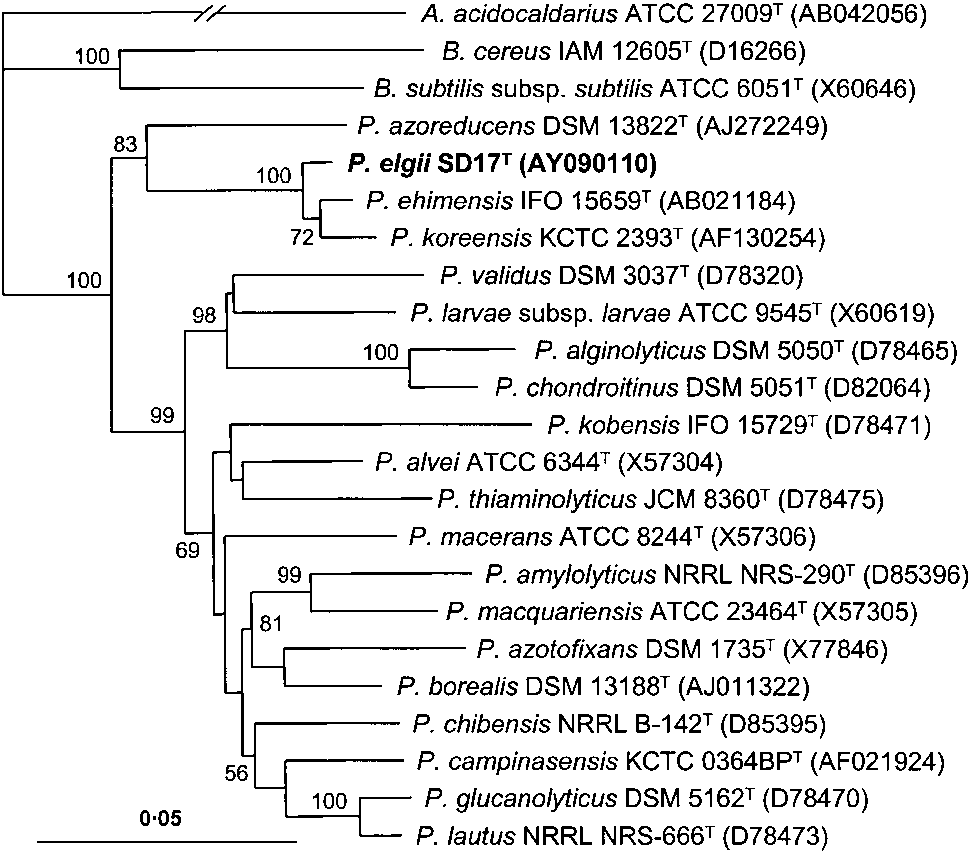 A. acidocaldarius ATCC 27009ᵀ (AB042056)
100 B. cereus IAM 12605ᵀ (D16266)
B. subtilis subsp. subtilis ATCC 6051ᵀ (X60646)
P. azoreducens DSM 13822ᵀ (AJ272249)
83
100 P. elgii SD17ᵀ (AY090110)
P. ehimensis IFO 15659ᵀ (AB021184)
72 P. koreensis KCTC 2393ᵀ (AF130254)
100 P. validus DSM 3037ᵀ (D78320)
98 P. larvae subsp. larvae ATCC 9545ᵀ (X60619)
100 P. alginolyticus DSM 5050ᵀ (D78465)
P. chondroitinus DSM 5051ᵀ (D82064)
99 P. kobensis IFO 15729ᵀ (D78471)
P. alvei ATCC 6344ᵀ (X57304)
P. thiaminolyticus JCM 8360ᵀ (D78475)
69 P. macerans ATCC 8244ᵀ (X57306)
99 P. amylolyticus NRRL NRS-290ᵀ (D85396)
P. macquariensis ATCC 23464ᵀ (X57305)
81
P. azotofixans DSM 1735ᵀ (X77846)
P. borealis DSM 13188ᵀ (AJ011322)
P. chibensis NRRL B-142ᵀ (D85395)
56 P. campinasensis KCTC 0364BPᵀ (AF021924)
100 P. glucanolyticus DSM 5162ᵀ (D78470)
0·05
P. lautus NRRL NRS-666ᵀ (D78473)